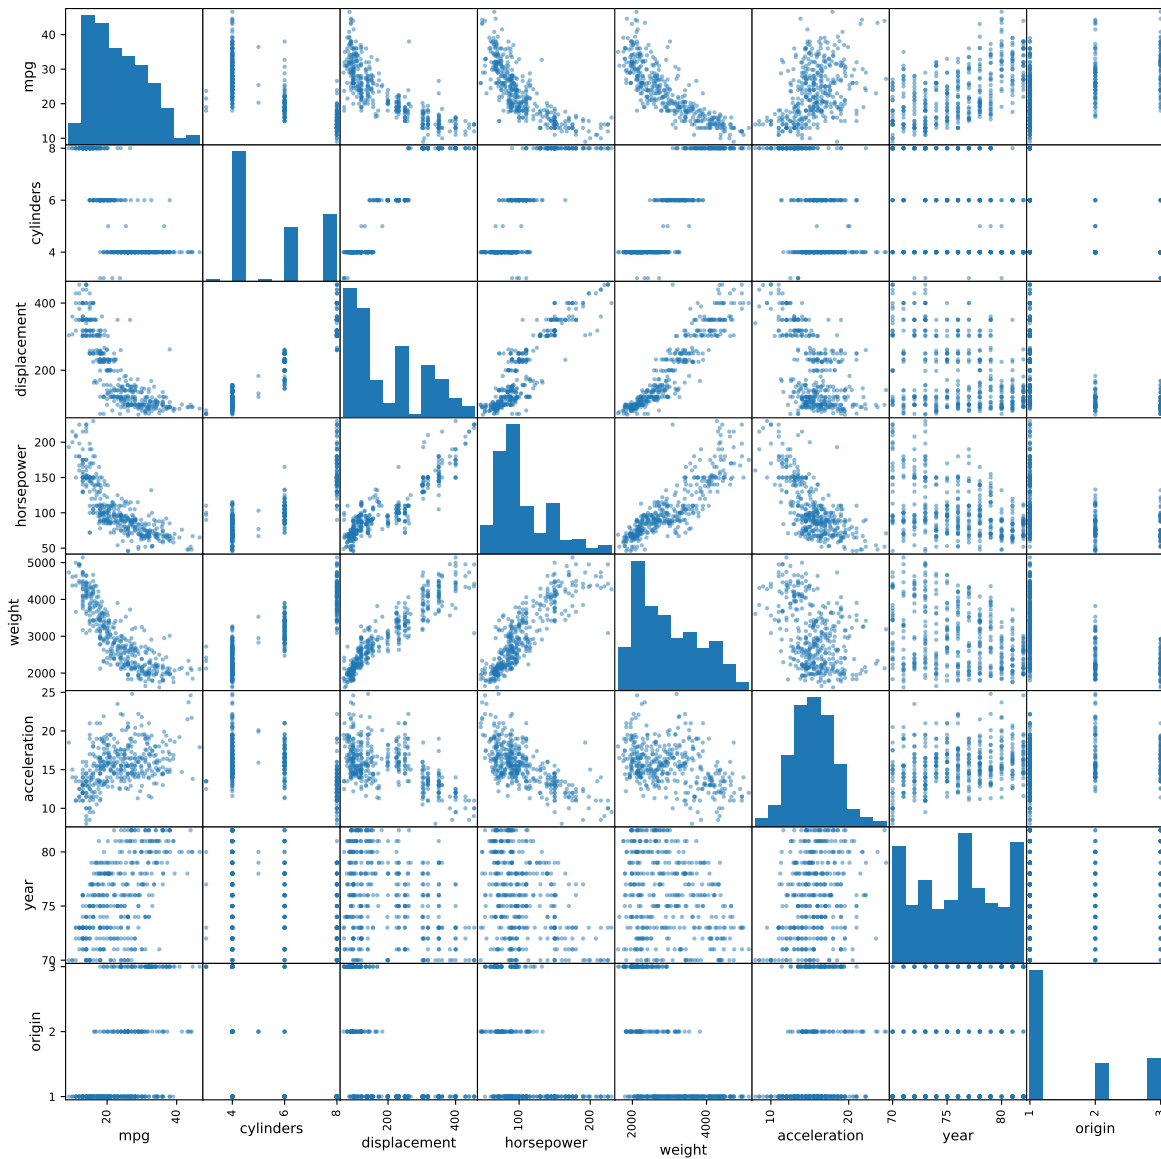 mpg
40
30
20
10
cylinders
8
6
4
displacement
400
200
horsepower
200
150
100
50
weight
5000
4000
3000
2000
acceleration
25
20
15
10
year
80
75
70
origin
3
2
1
20 40
4 6 8
200 400
100 200
2000 4000
10 20
70 75 80
1 2 3
mpg cylinders displacement horsepower weight acceleration year origin